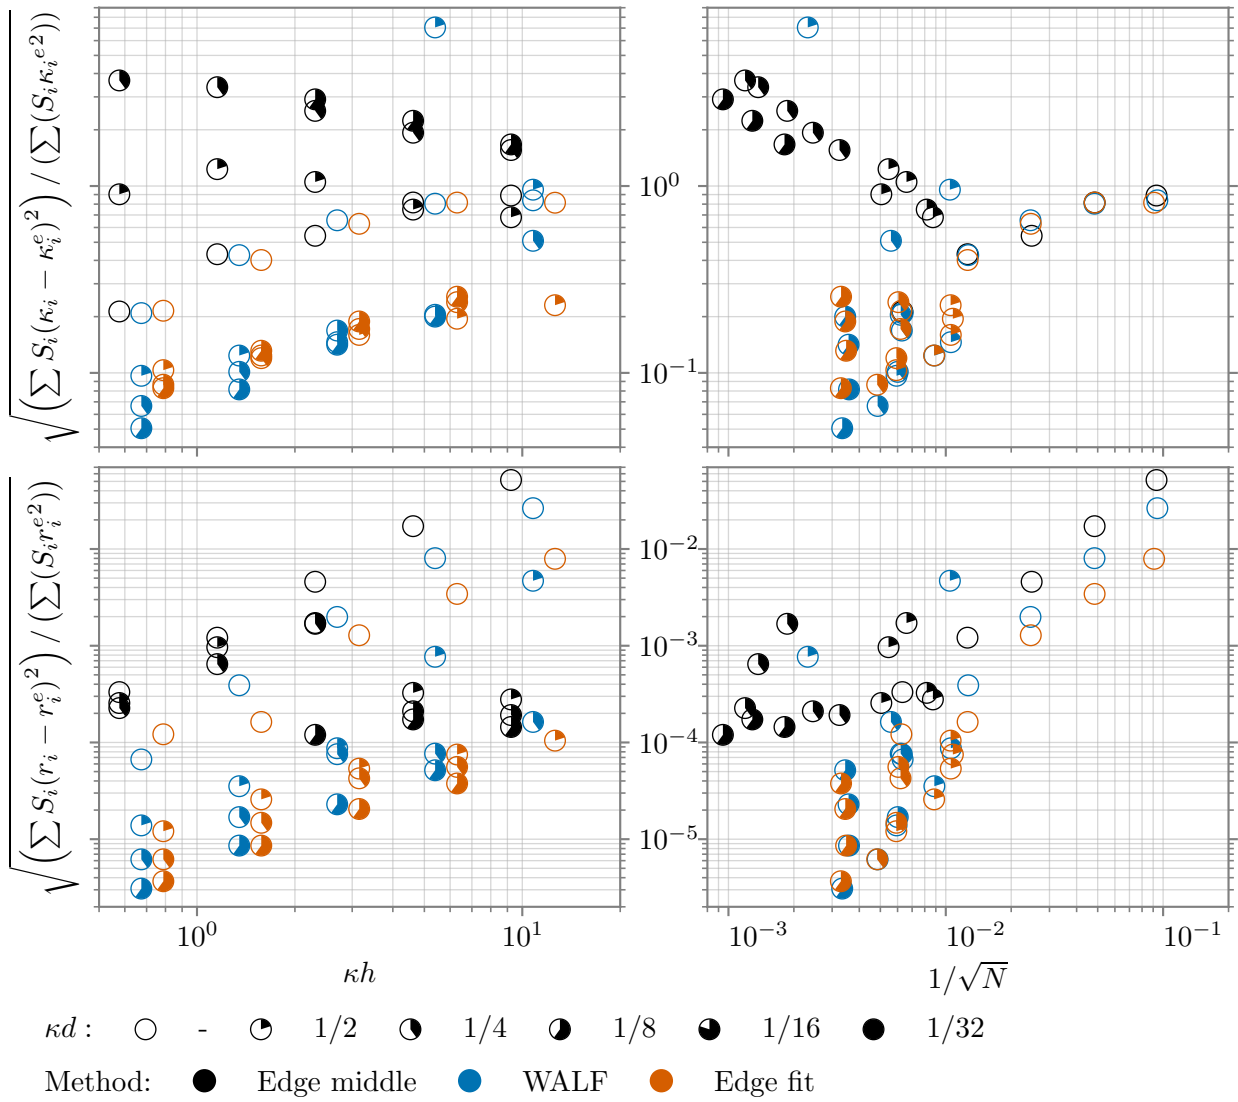 √(∑ S_i(κ_i − κ_i^e)^2) / (∑(S_i κ_i^{e2}))
10^0
10^{-1}
√(∑ S_i(r_i − r_i^e)^2) / (∑(S_i r_i^{e2}))
10^{-2}
10^{-3}
10^{-4}
10^{-5}
10^0 10^1 10^{-3} 10^{-2} 10^{-1}
κh 1/√N
κd : - 1/2 1/4 1/8 1/16 1/32
Method: Edge middle WALF Edge fit